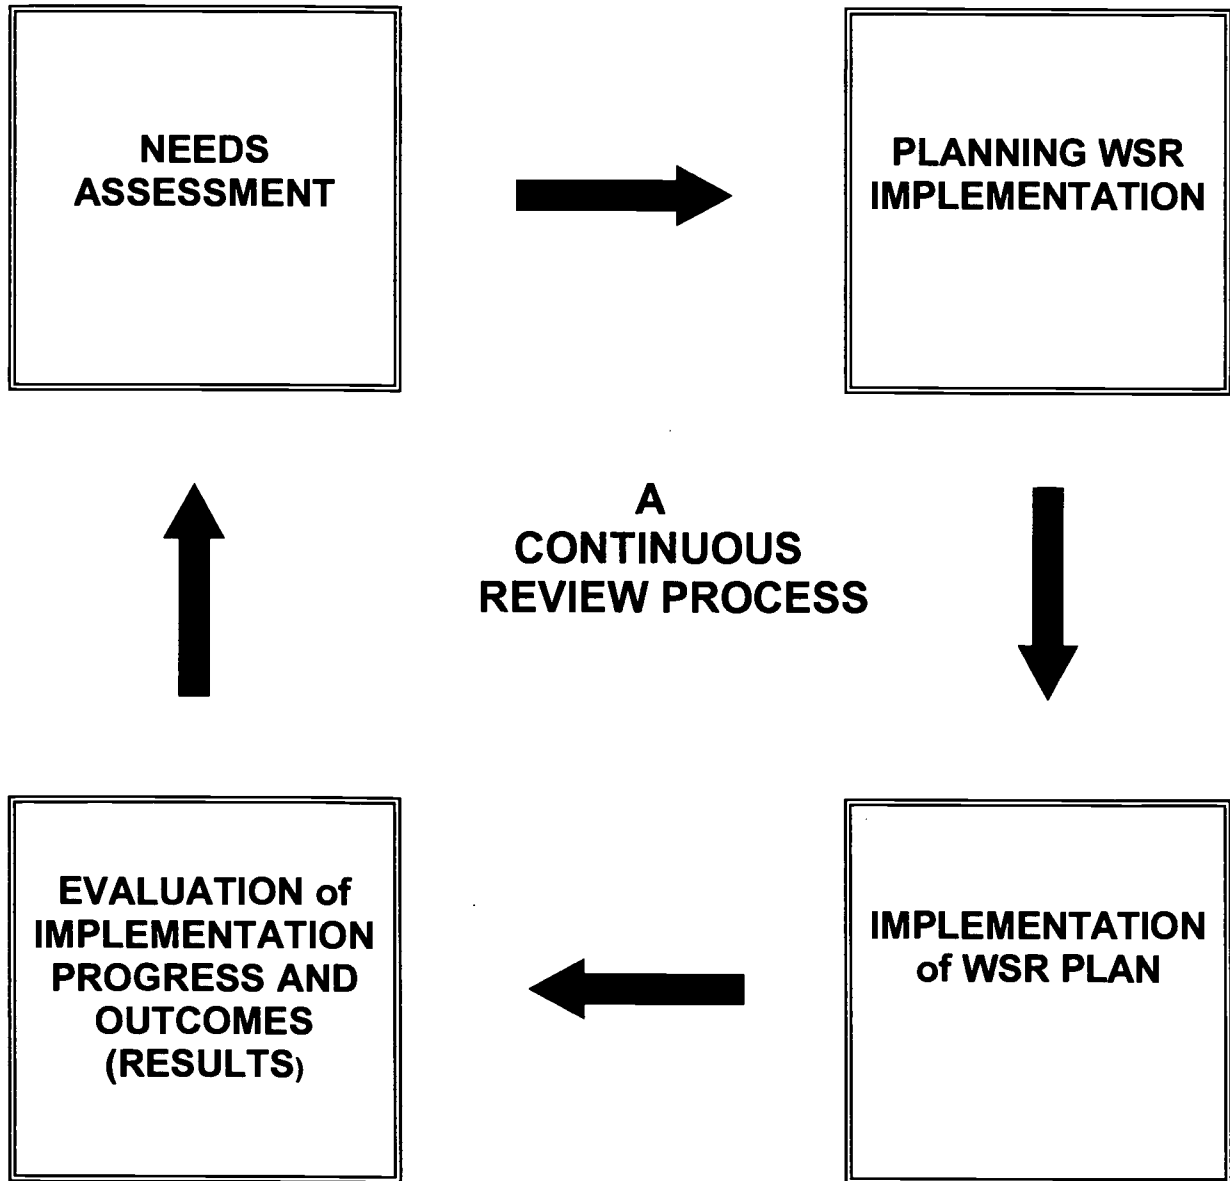 NEEDS
ASSESSMENT
PLANNING WSR
IMPLEMENTATION
A
CONTINUOUS
REVIEW PROCESS
EVALUATION of
IMPLEMENTATION
PROGRESS AND
OUTCOMES
(RESULTS)
IMPLEMENTATION
of WSR PLAN